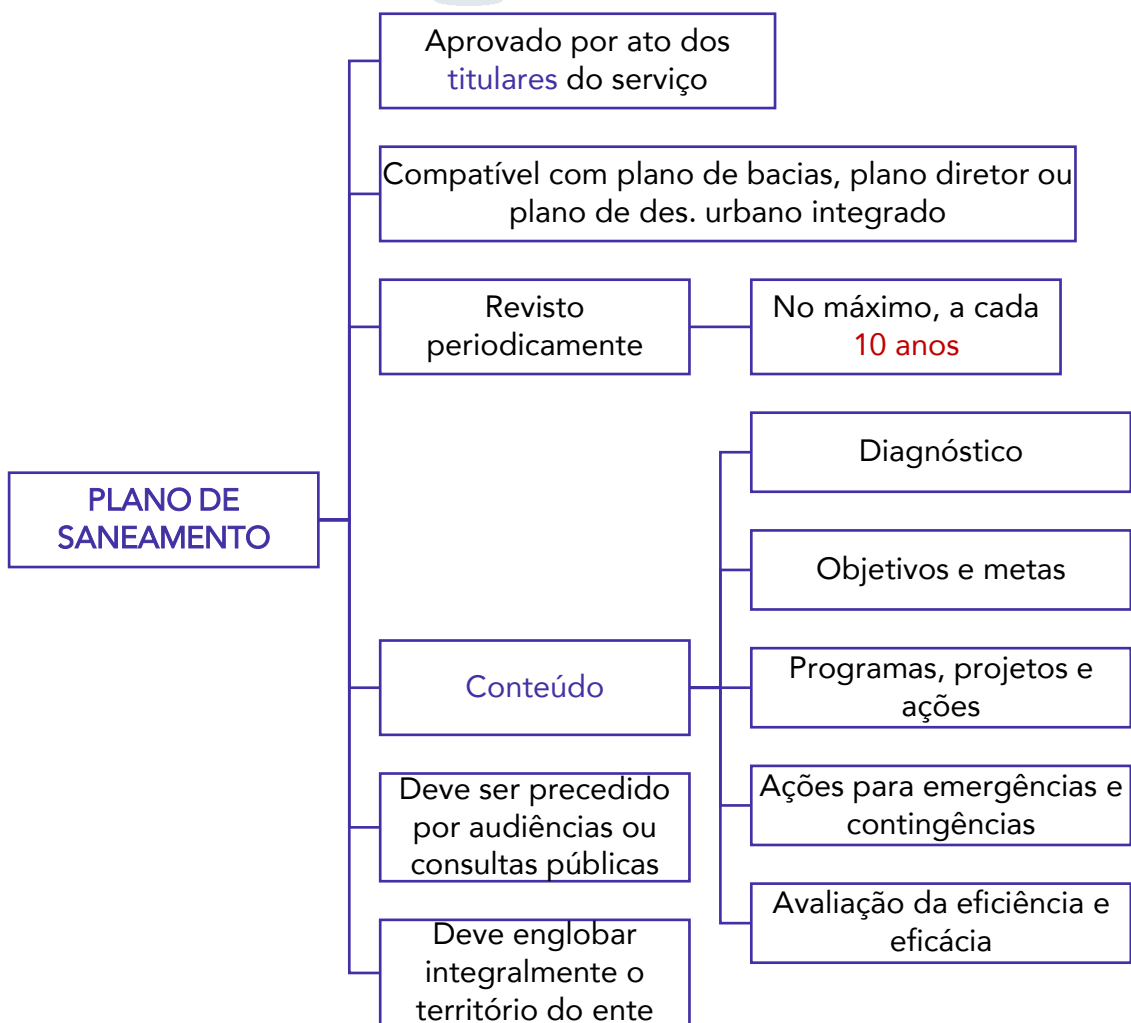 Aprovado por ato dos
titulares do serviço
Compatível com plano de bacias, plano diretor ou
plano de des. urbano integrado
Revisto
periodicamente
No máximo, a cada
10 anos
PLANO DE
SANEAMENTO
Conteúdo
Diagnóstico
Objetivos e metas
Programas, projetos e
ações
Ações para emergências e
contingências
Avaliação da eficiência e
eficácia
Deve ser precedido
por audiências ou
consultas públicas
Deve englobar
integralmente o
território do ente